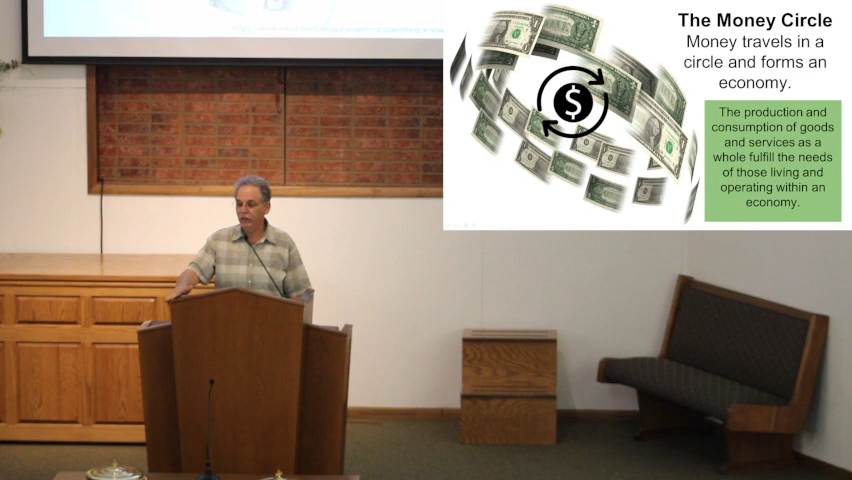 The Money Circle
Money travels in a
circle and forms an
economy.
The production and
consumption of goods
and services as a
whole fulfill the needs
of those living and
operating within an
economy.
$